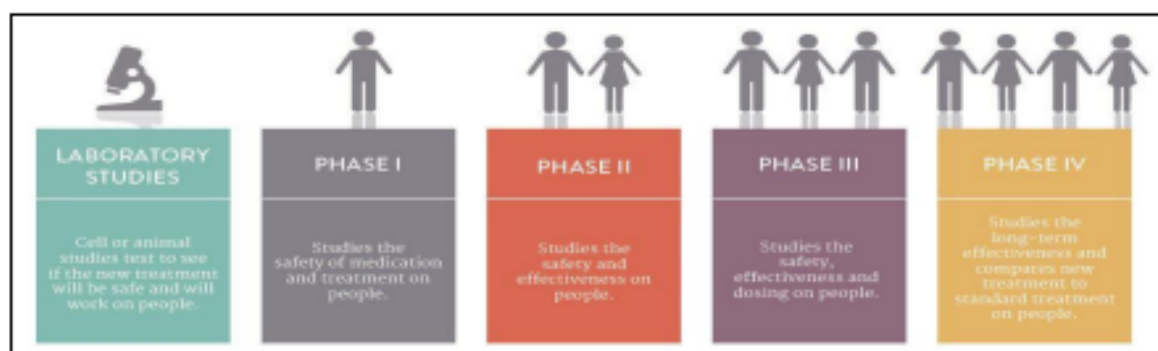 LABORATORY
STUDIES
Cell or animal
studies test to see
if the new treatment
will be safe and will
work on people.
PHASE I
Studies the
safety of medication
and treatment on
people.
PHASE II
Studies the
safety and
effectiveness on
people.
PHASE III
Studies the
safety,
effectiveness and
dosing on people.
PHASE IV
Studies the
long-term
effectiveness and
compares new
treatment to
standard treatment
on people.